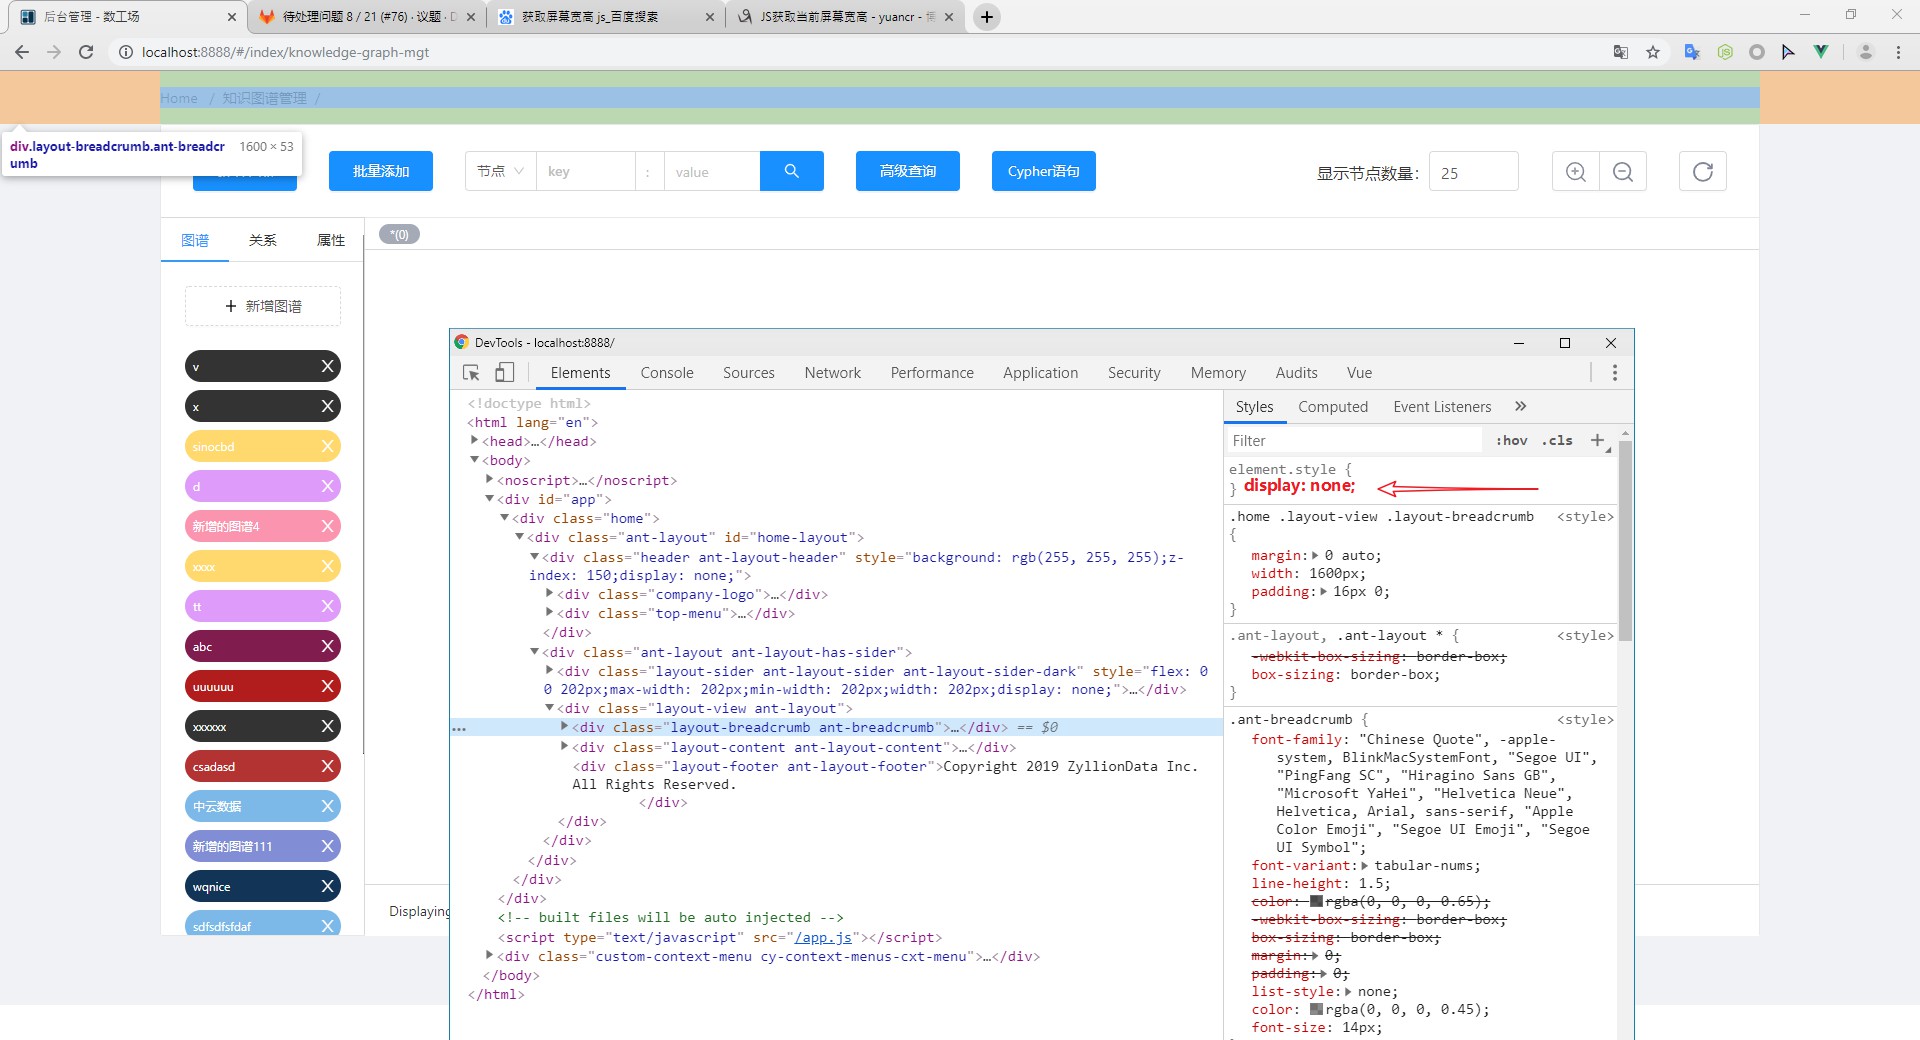 后台管理 - 数工场
待处理问题 8 / 21 (#76) · 议题 · D
获取屏幕宽高 js_百度搜索
JS获取当前屏幕宽高 - yuancr - 博
localhost:8888/#/index/knowledge-graph-mgt
Home / 知识图谱管理 /
div.layout-breadcrumb.ant-breadcr
umb
1600 × 53
批量添加
节点
key
:
value
高级查询
Cypher语句
显示节点数量:
25
图谱
关系
属性
*(0)
+ 新增图谱
v X
x X
sinocbd X
d X
新增的图谱4 X
xxxx X
tt X
abc X
uuuuuu X
xxxxxx X
csadasd X
中云数据 X
新增的图谱111 X
wqnice X
sdfsdfsfdaf X
Displaying
DevTools - localhost:8888/
Elements Console Sources Network Performance Application Security Memory Audits Vue
<!doctype html>
<html lang="en">
<head>…</head>
<body>
<noscript>…</noscript>
<div id="app">
<div class="home">
<div class="ant-layout" id="home-layout">
<div class="header ant-layout-header" style="background: rgb(255, 255, 255);z-
index: 150;display: none;">
<div class="company-logo">…</div>
<div class="top-menu">…</div>
</div>
<div class="ant-layout ant-layout-has-sider">
<div class="layout-sider ant-layout-sider ant-layout-sider-dark" style="flex: 0
0 202px;max-width: 202px;min-width: 202px;width: 202px;display: none;">…</div>
<div class="layout-view ant-layout">
… <div class="layout-breadcrumb ant-breadcrumb">…</div> == $0
<div class="layout-content ant-layout-content">…</div>
<div class="layout-footer ant-layout-footer">Copyright 2019 ZyllionData Inc.
All Rights Reserved.
</div>
</div>
</div>
</div>
</div>
</div>
<!-- built files will be auto injected -->
<script type="text/javascript" src="/app.js"></script>
<div class="custom-context-menu cy-context-menus-cxt-menu">…</div>
</body>
</html>
Styles Computed Event Listeners »
Filter :hov .cls +
element.style {
} display: none;
.home .layout-view .layout-breadcrumb <style>
{
margin: 0 auto;
width: 1600px;
padding: 16px 0;
}
.ant-layout, .ant-layout * { <style>
-webkit-box-sizing: border-box;
box-sizing: border-box;
}
.ant-breadcrumb { <style>
font-family: "Chinese Quote", -apple-
system, BlinkMacSystemFont, "Segoe UI",
"PingFang SC", "Hiragino Sans GB",
"Microsoft YaHei", "Helvetica Neue",
Helvetica, Arial, sans-serif, "Apple
Color Emoji", "Segoe UI Emoji", "Segoe
UI Symbol";
font-variant: tabular-nums;
line-height: 1.5;
color: rgba(0, 0, 0, 0.65);
-webkit-box-sizing: border-box;
box-sizing: border-box;
margin: 0;
padding: 0;
list-style: none;
color: rgba(0, 0, 0, 0.45);
font-size: 14px;